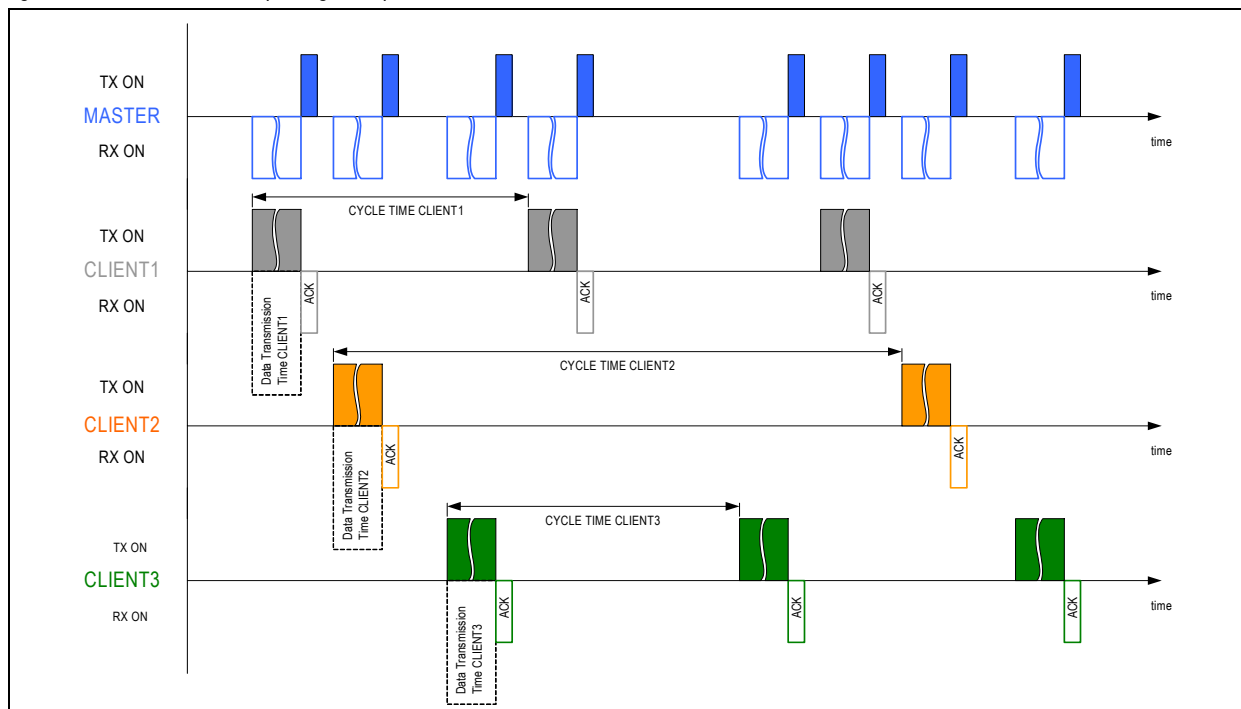 TX ON
MASTER
RX ON
time
CYCLE TIME CLIENT1
TX ON
CLIENT1
RX ON
time
ACK
ACK
ACK
Data Transmission
Time CLIENT1
CYCLE TIME CLIENT2
TX ON
CLIENT2
RX ON
time
ACK
ACK
Data Transmission
Time CLIENT2
CYCLE TIME CLIENT3
TX ON
CLIENT3
RX ON
time
ACK
ACK
ACK
Data Transmission
Time CLIENT3